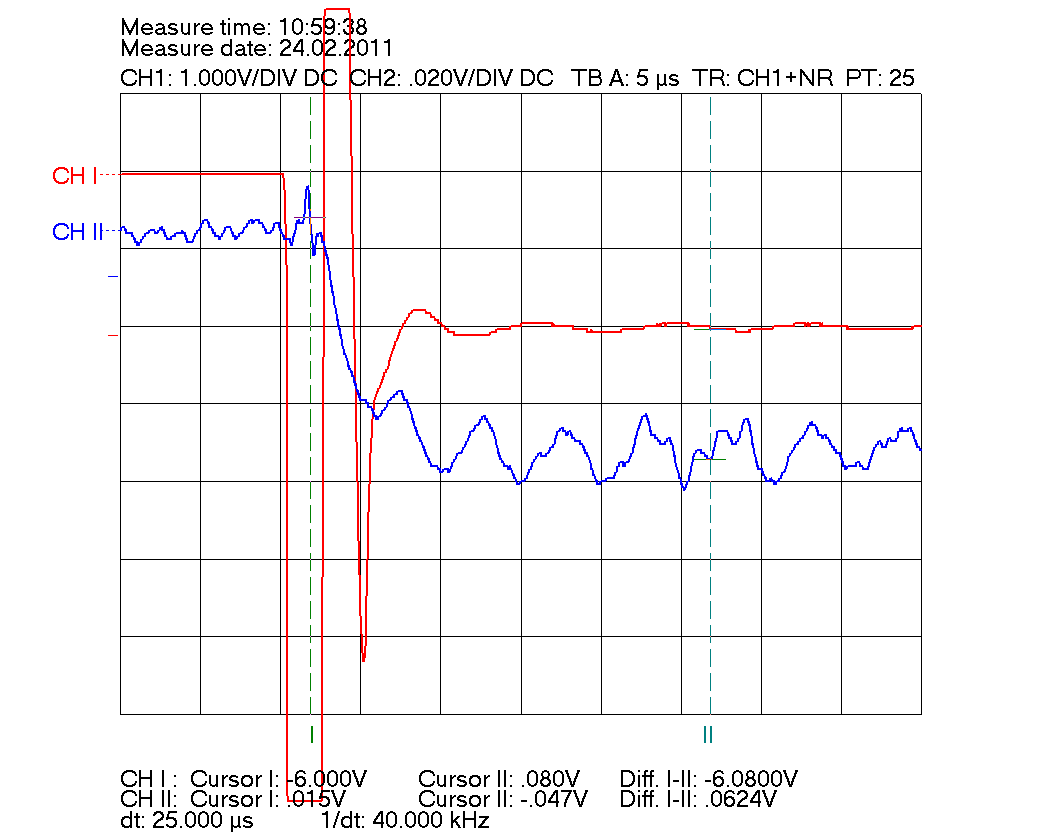 Measure time: 10:59:38
Measure date: 24.02.2011
CH1: 1.000V/DIV DC CH2: .020V/DIV DC TB A: 5 µs TR: CH1+NR PT: 25
CH I
CH II
I
II
CH I : Cursor I: -6.000V Cursor II: .080V Diff. I-II: -6.0800V
CH II: Cursor I: .015V Cursor II: -.047V Diff. I-II: .0624V
dt: 25.000 µs 1/dt: 40.000 kHz